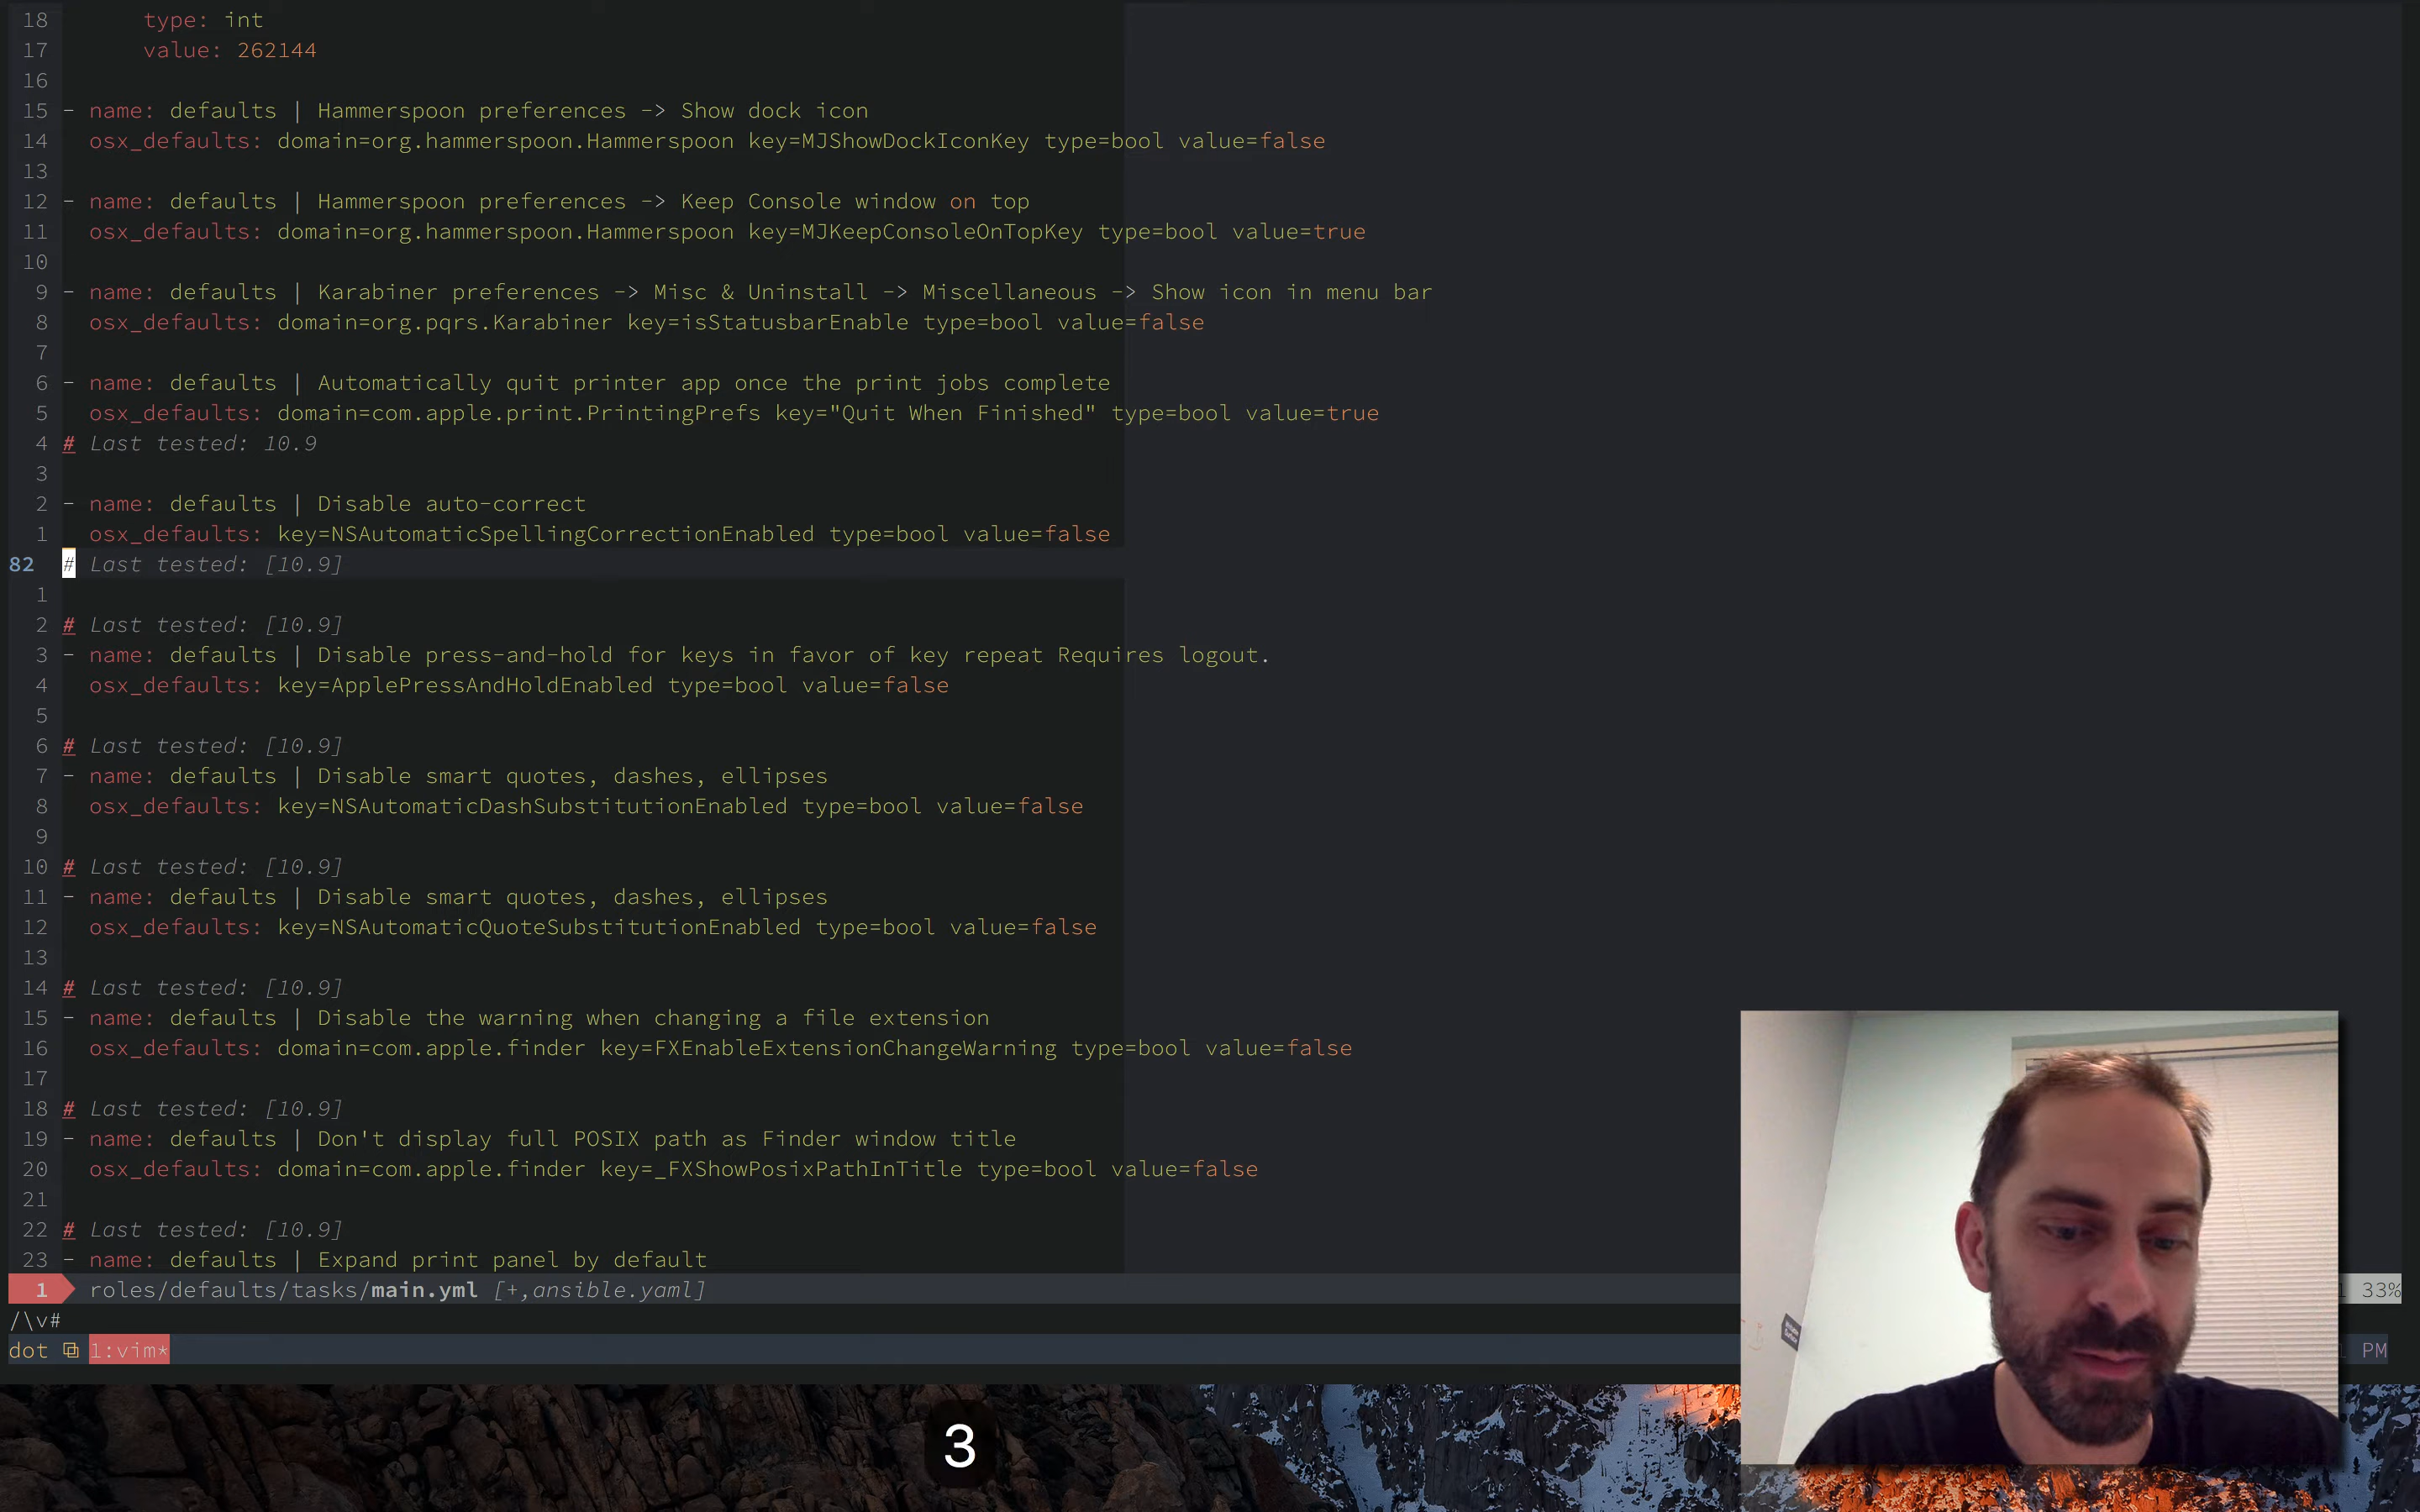 18 type: int
17 value: 262144
16
15 - name: defaults | Hammerspoon preferences -> Show dock icon
14 osx_defaults: domain=org.hammerspoon.Hammerspoon key=MJShowDockIconKey type=bool value=false
13
12 - name: defaults | Hammerspoon preferences -> Keep Console window on top
11 osx_defaults: domain=org.hammerspoon.Hammerspoon key=MJKeepConsoleOnTopKey type=bool value=true
10
9 - name: defaults | Karabiner preferences -> Misc & Uninstall -> Miscellaneous -> Show icon in menu bar
8 osx_defaults: domain=org.pqrs.Karabiner key=isStatusbarEnable type=bool value=false
7
6 - name: defaults | Automatically quit printer app once the print jobs complete
5 osx_defaults: domain=com.apple.print.PrintingPrefs key="Quit When Finished" type=bool value=true
4 # Last tested: 10.9
3
2 - name: defaults | Disable auto-correct
1 osx_defaults: key=NSAutomaticSpellingCorrectionEnabled type=bool value=false
82 # Last tested: [10.9]
1
2 # Last tested: [10.9]
3 - name: defaults | Disable press-and-hold for keys in favor of key repeat Requires logout.
4 osx_defaults: key=ApplePressAndHoldEnabled type=bool value=false
5
6 # Last tested: [10.9]
7 - name: defaults | Disable smart quotes, dashes, ellipses
8 osx_defaults: key=NSAutomaticDashSubstitutionEnabled type=bool value=false
9
10 # Last tested: [10.9]
11 - name: defaults | Disable smart quotes, dashes, ellipses
12 osx_defaults: key=NSAutomaticQuoteSubstitutionEnabled type=bool value=false
13
14 # Last tested: [10.9]
15 - name: defaults | Disable the warning when changing a file extension
16 osx_defaults: domain=com.apple.finder key=FXEnableExtensionChangeWarning type=bool value=false
17
18 # Last tested: [10.9]
19 - name: defaults | Don't display full POSIX path as Finder window title
20 osx_defaults: domain=com.apple.finder key=_FXShowPosixPathInTitle type=bool value=false
21
22 # Last tested: [10.9]
23 - name: defaults | Expand print panel by default
1 roles/defaults/tasks/main.yml [+,ansible.yaml] 33%
/\v#
dot 1:vim* PM
3